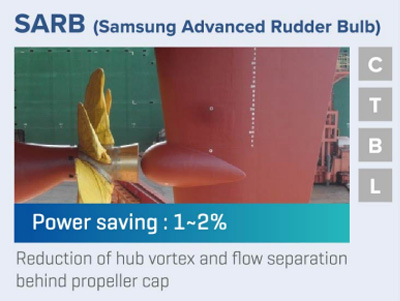 SARB (Samsung Advanced Rudder Bulb)
C
T
B
L
Power saving : 1~2%
Reduction of hub vortex and flow separation
behind propeller cap